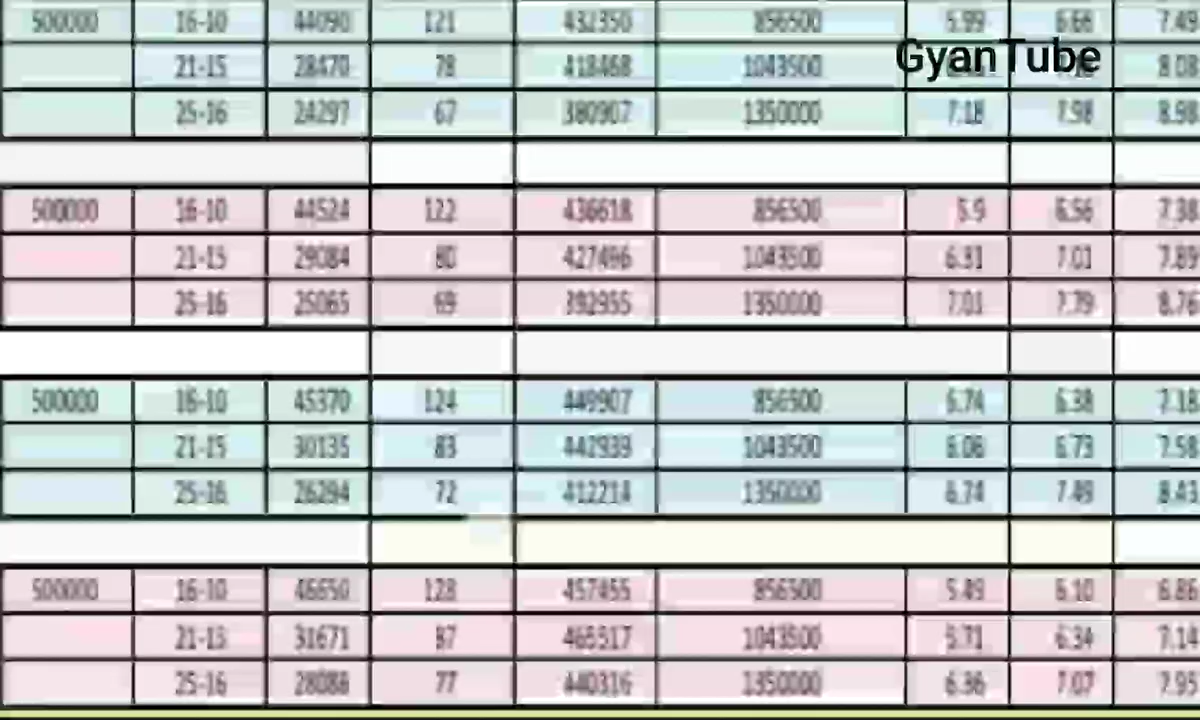 500000 16-10 44090 121 432350 856500 5.99 6.66 7.49
GyanTube
21-15 28470 78 418468 1043500 8.08
25-16 24297 67 380907 1350000 7.18 7.98 8.98
500000 16-10 44524 122 436618 856500 5.9 6.56 7.38
21-15 29084 80 427496 1043500 6.31 7.01 7.89
25-16 25065 69 392955 1350000 7.01 7.79 8.76
500000 16-10 45370 124 856500 6.38 7.18
21-15 30135 83 442939 1043500 6.06 6.73 7.58
25-16 26294 72 412214 1350000 6.74 7.49 8.43
500000 16-10 46650 128 457455 856500 5.49 6.10 6.86
21-15 31671 87 465517 1043500 5.71 6.34 7.14
25-16 28086 77 440316 1350000 6.36 7.07 7.95